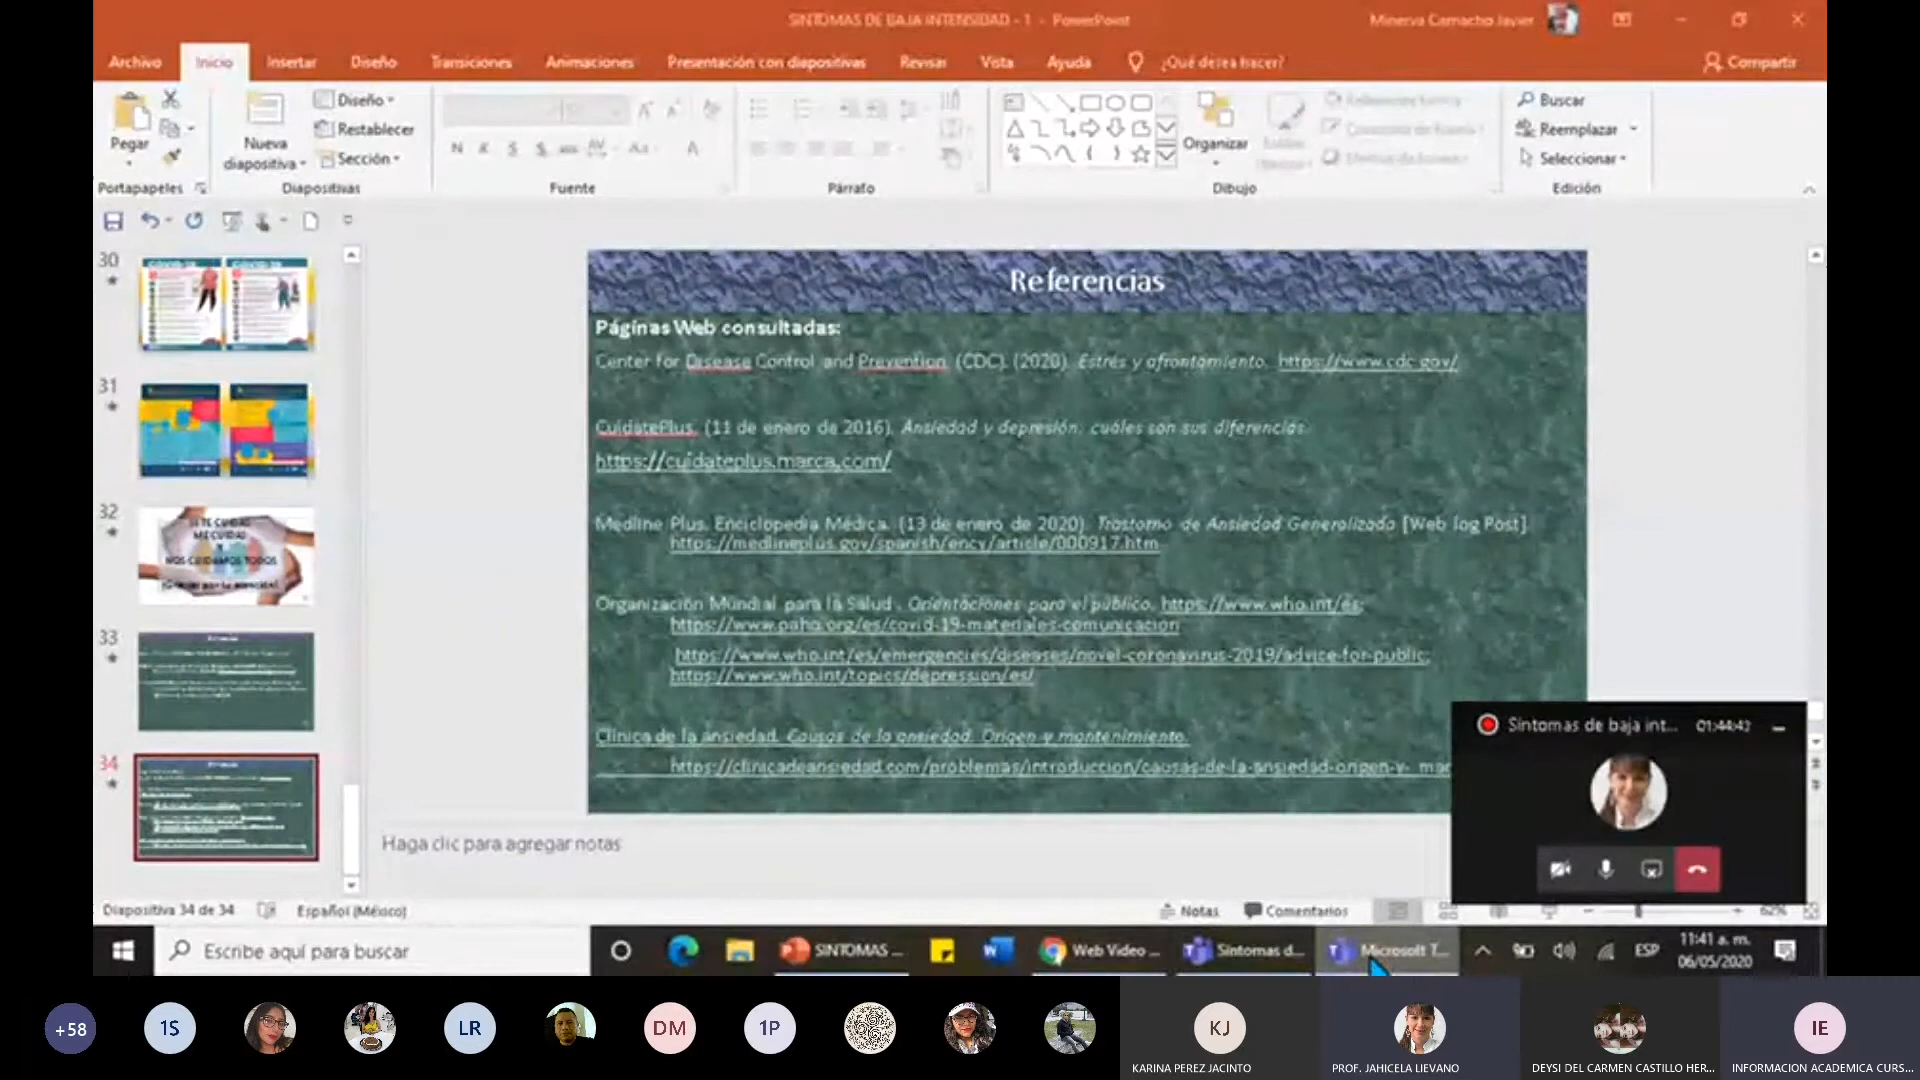 SINTOMAS DE BAJA INTENSIDAD - 1 - PowerPoint
Minerva Camacho Javier
Archivo Inicio Insertar Diseño Transiciones Animaciones Presentación con diapositivas Revisar Vista Ayuda ¿Qué desea hacer? Compartir
Pegar
Nueva diapositiva
Diseño
Restablecer
Sección
N K S S abc AV Aa A
Organizar
Buscar
Reemplazar
Seleccionar
Portapapeles Diapositivas Fuente Párrafo Dibujo Edición
30
31
32
NOS CUIDAMOS TODOS
33
34
Referencias
Páginas Web consultadas:
Center for Disease Control and Prevention. (CDC). (2020). Estrés y afrontamiento. https://www.cdc.gov/
CuidatePlus. (11 de enero de 2016). Ansiedad y depresión: cuáles son sus diferencias.
https://cuidateplus.marca.com/
Medline Plus. Enciclopedia Médica. (13 de enero de 2020). Trastorno de Ansiedad Generalizada [Web log Post].
https://medlineplus.gov/spanish/ency/article/000917.htm
Organización Mundial para la Salud . Orientaciones para el público. https://www.who.int/es;
https://www.paho.org/es/covid-19-materiales-comunicacion
https://www.who.int/es/emergencies/diseases/novel-coronavirus-2019/advice-for-public;
https://www.who.int/topics/depression/es/
Clínica de la ansiedad. Causas de la ansiedad. Origen y mantenimiento.
https://clinicadeansiedad.com/problemas/introduccion/causas-de-la-ansiedad-origen-y-
Síntomas de baja int... 01:44:42
Haga clic para agregar notas
Diapositiva 34 de 34 Español (México) Notas Comentarios 62%
Escribe aquí para buscar
SINTOMAS ...
Web Video ...
Síntomas d...
Microsoft T...
ESP
11:41 a. m.
06/05/2020
+58 1S LR DM 1P KJ IE
KARINA PEREZ JACINTO PROF. JAHICELA LIEVANO DEYSI DEL CARMEN CASTILLO HER... INFORMACION ACADEMICA CURS...